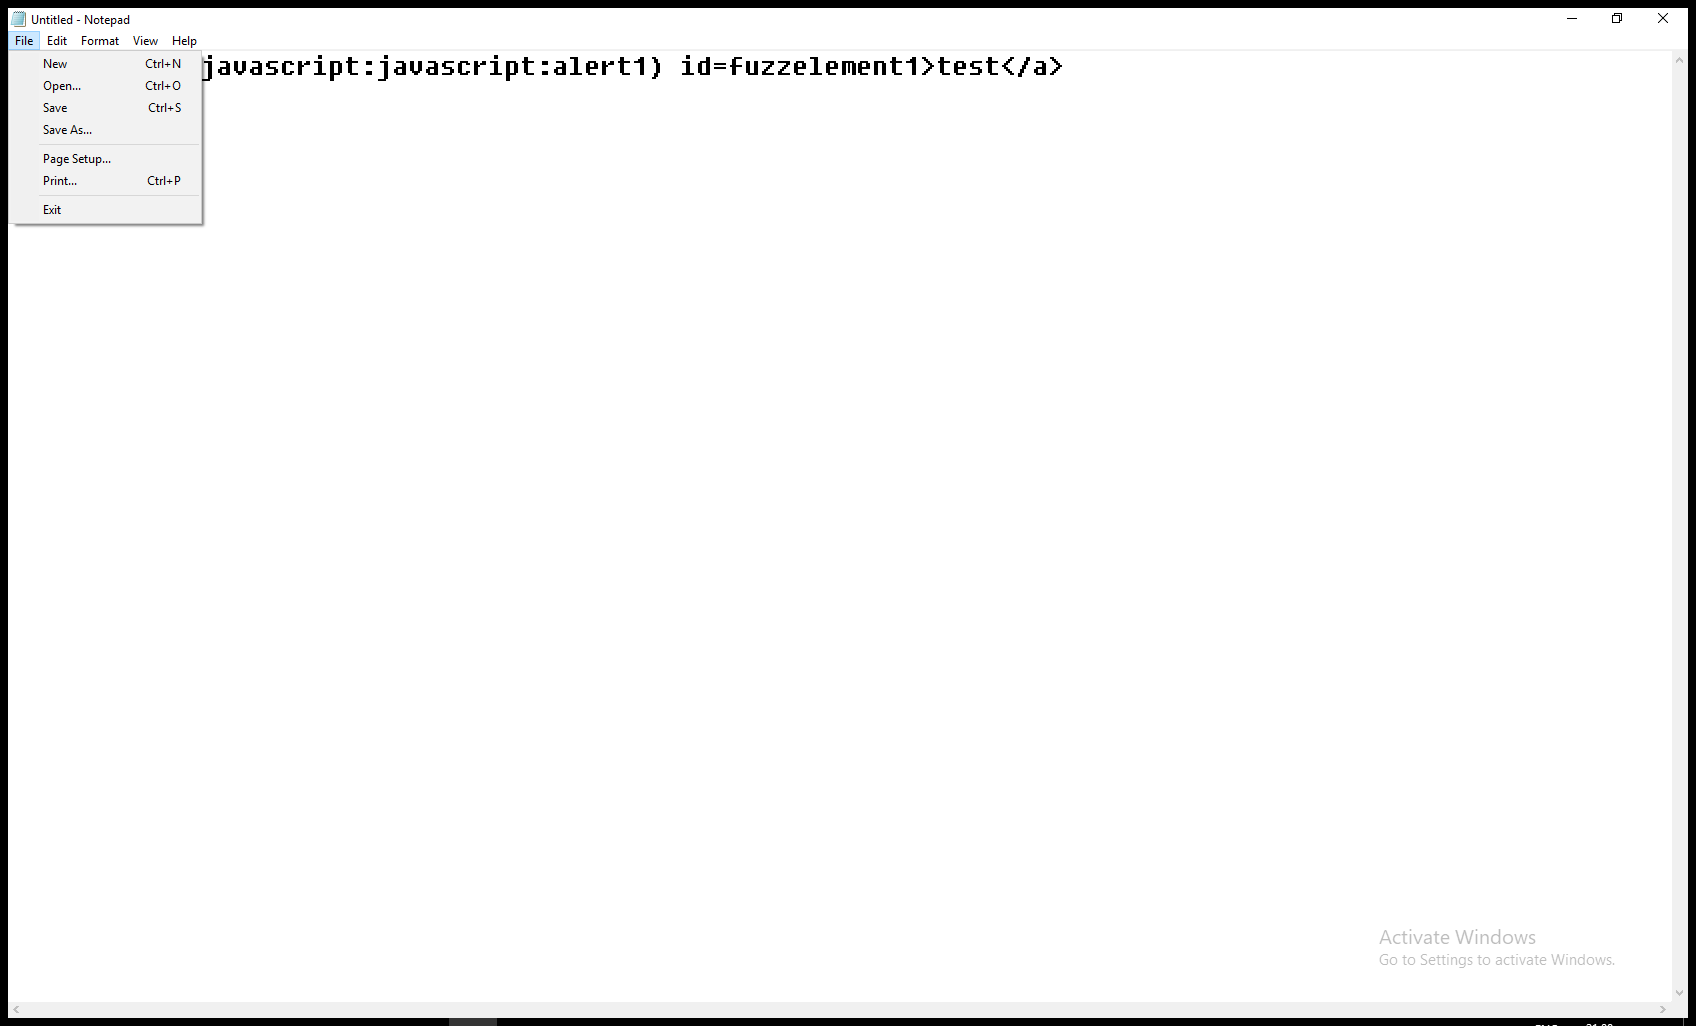 Untitled - Notepad
File Edit Format View Help
javascript:javascript:alert1) id=fuzzelement1>test</a>
New Ctrl+N
Open... Ctrl+O
Save Ctrl+S
Save As...
Page Setup...
Print... Ctrl+P
Exit
Activate Windows
Go to Settings to activate Windows.